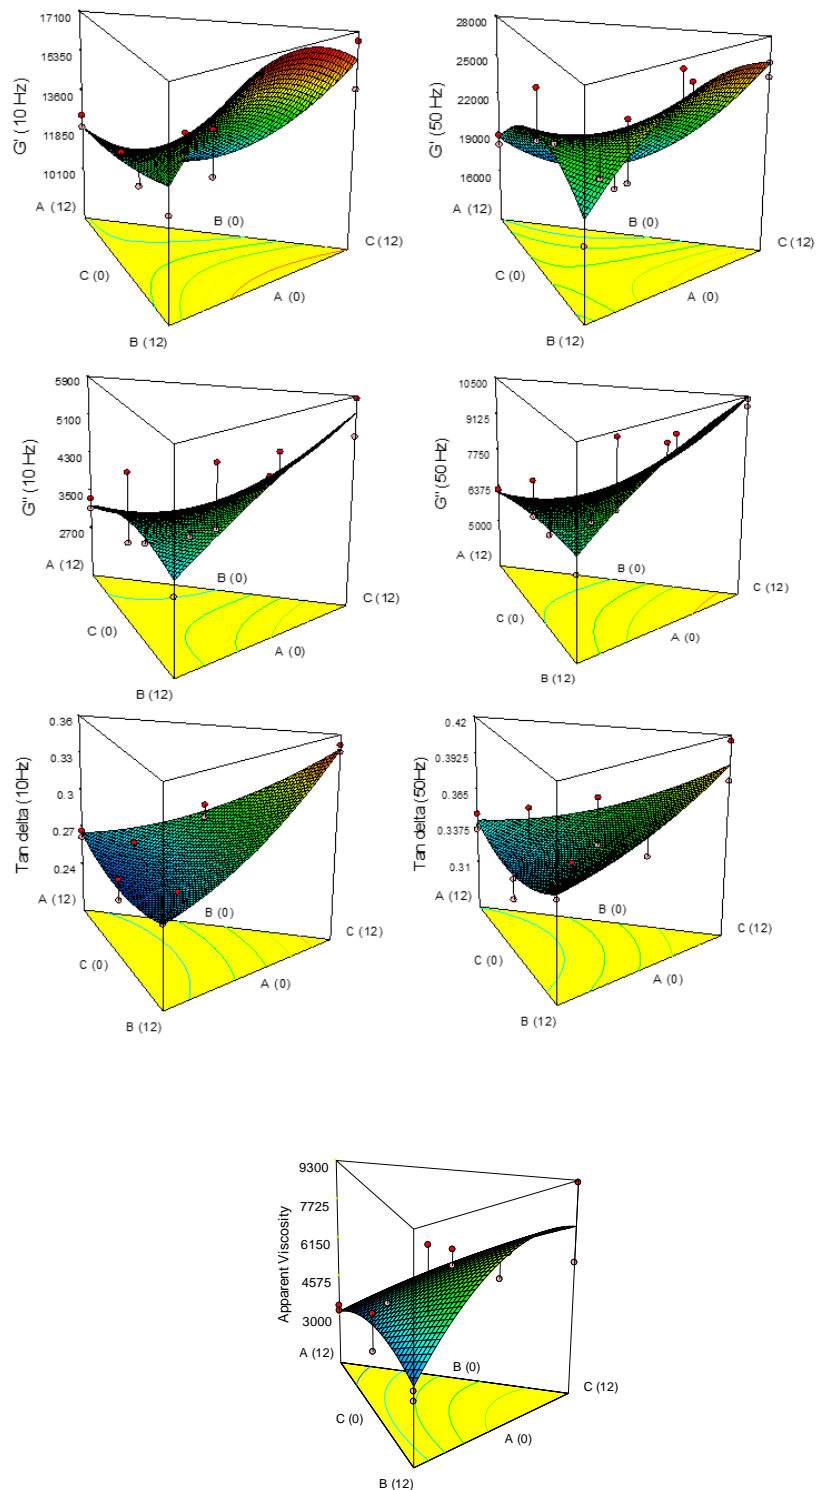 17100
15350
13600
11850
10100
G' (10 Hz)
A (12)
B (0)
C (12)
C (0)
A (0)
B (12)
28000
25000
22000
19000
16000
G' (50 Hz)
A (12)
B (0)
C (12)
C (0)
A (0)
B (12)
5900
5100
4300
3500
2700
G'' (10 Hz)
A (12)
B (0)
C (12)
C (0)
A (0)
B (12)
10500
9125
7750
6375
5000
G'' (50 Hz)
A (12)
B (0)
C (12)
C (0)
A (0)
B (12)
0.36
0.33
0.3
0.27
0.24
Tan delta (10Hz)
A (12)
B (0)
C (12)
C (0)
A (0)
B (12)
0.42
0.3925
0.365
0.3375
0.31
Tan delta (50Hz)
A (12)
B (0)
C (12)
C (0)
A (0)
B (12)
9300
7725
6150
4575
3000
Apparent Viscosity
A (12)
B (0)
C (12)
C (0)
A (0)
B (12)